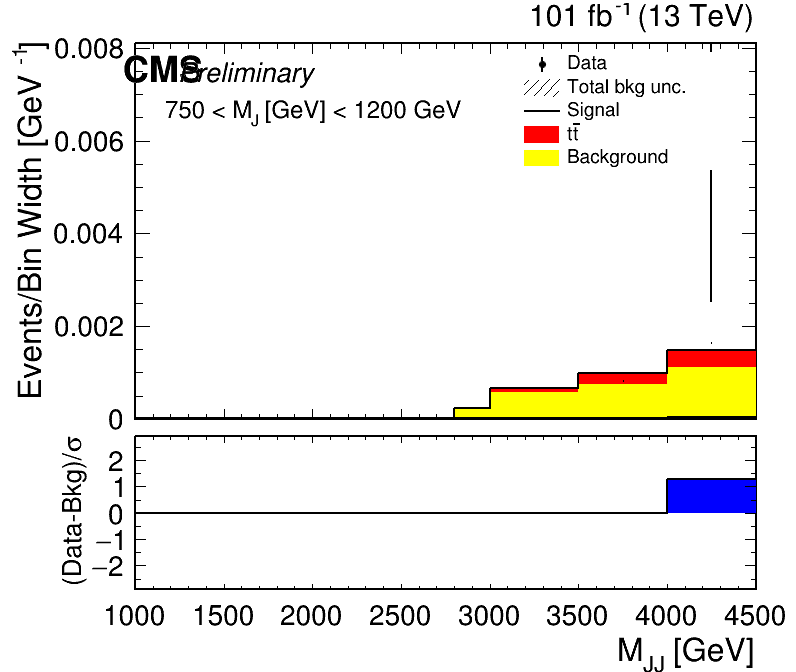 101 fb⁻¹ (13 TeV)
CMS Preliminary
750 < M_J [GeV] < 1200 GeV
Data
Total bkg unc.
Signal
tt̄
Background
Events/Bin Width [GeV⁻¹]
0.008
0.006
0.004
0.002
0
(Data-Bkg)/σ
2
1
0
−1
−2
1000 1500 2000 2500 3000 3500 4000 4500
M_JJ [GeV]